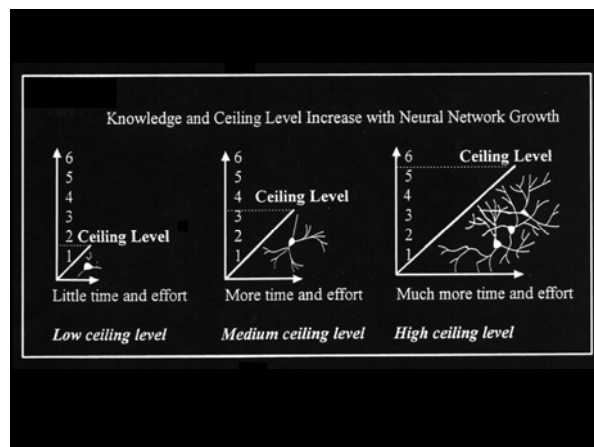 Knowledge and Ceiling Level Increase with Neural Network Growth
6
5
4
3
2 Ceiling Level
1
Little time and effort
Low ceiling level
6
5
Ceiling Level
4
3
2
1
More time and effort
Medium ceiling level
6 Ceiling Level
5
4
3
2
1
Much more time and effort
High ceiling level